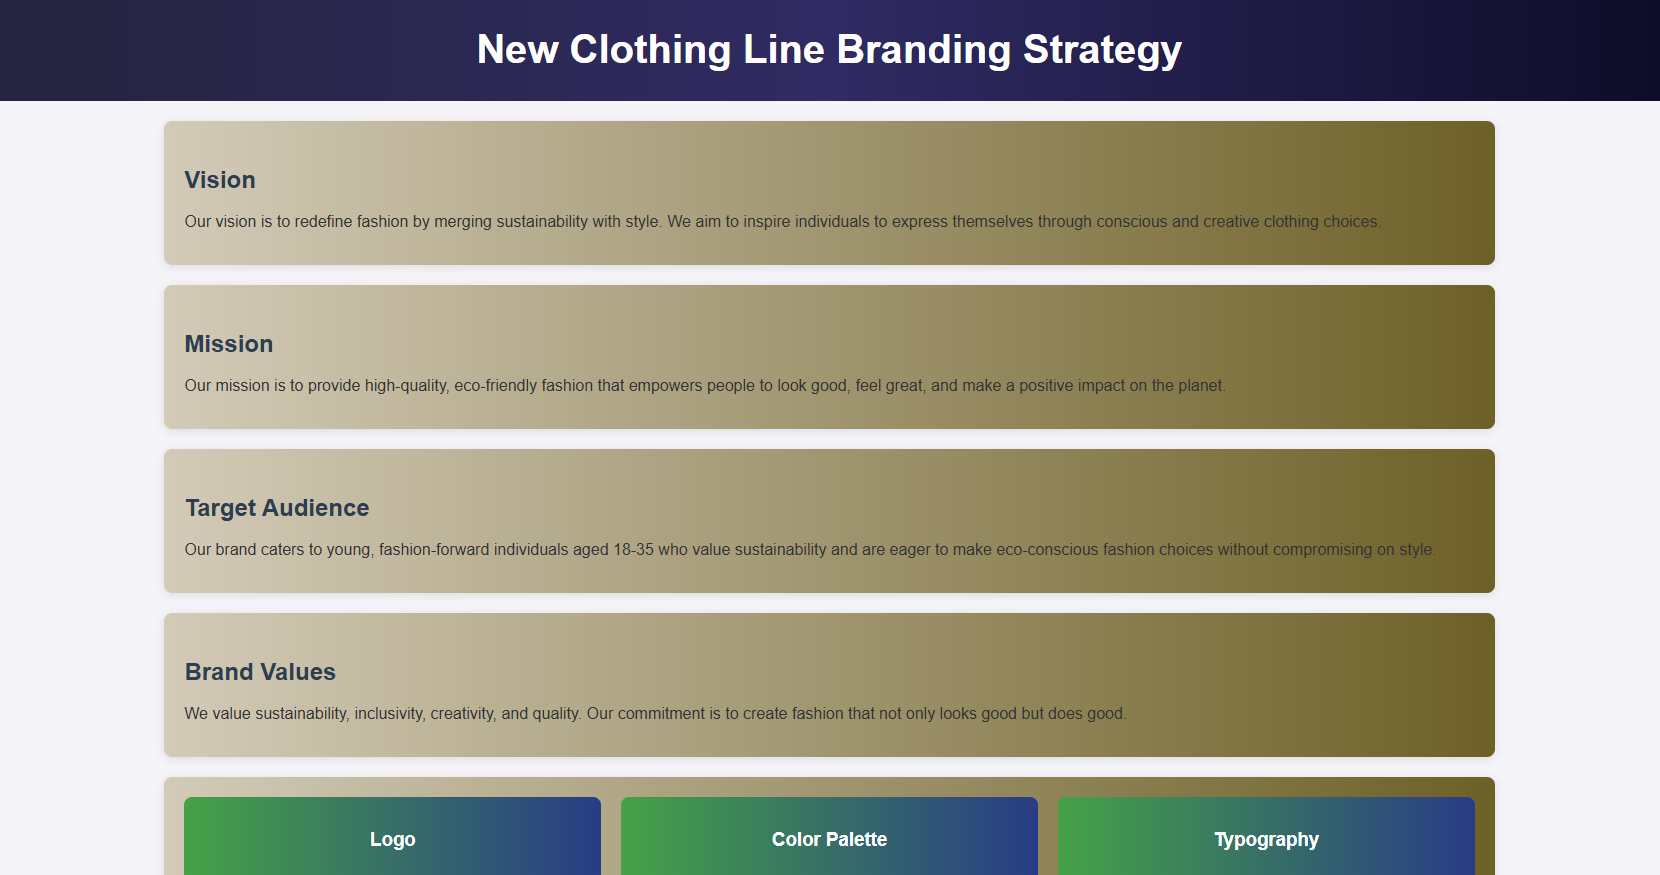 New Clothing Line Branding Strategy
Vision
Our vision is to redefine fashion by merging sustainability with style. We aim to inspire individuals to express themselves through conscious and creative clothing choices.
Mission
Our mission is to provide high-quality, eco-friendly fashion that empowers people to look good, feel great, and make a positive impact on the planet.
Target Audience
Our brand caters to young, fashion-forward individuals aged 18-35 who value sustainability and are eager to make eco-conscious fashion choices without compromising on style.
Brand Values
We value sustainability, inclusivity, creativity, and quality. Our commitment is to create fashion that not only looks good but does good.
Logo
Color Palette
Typography